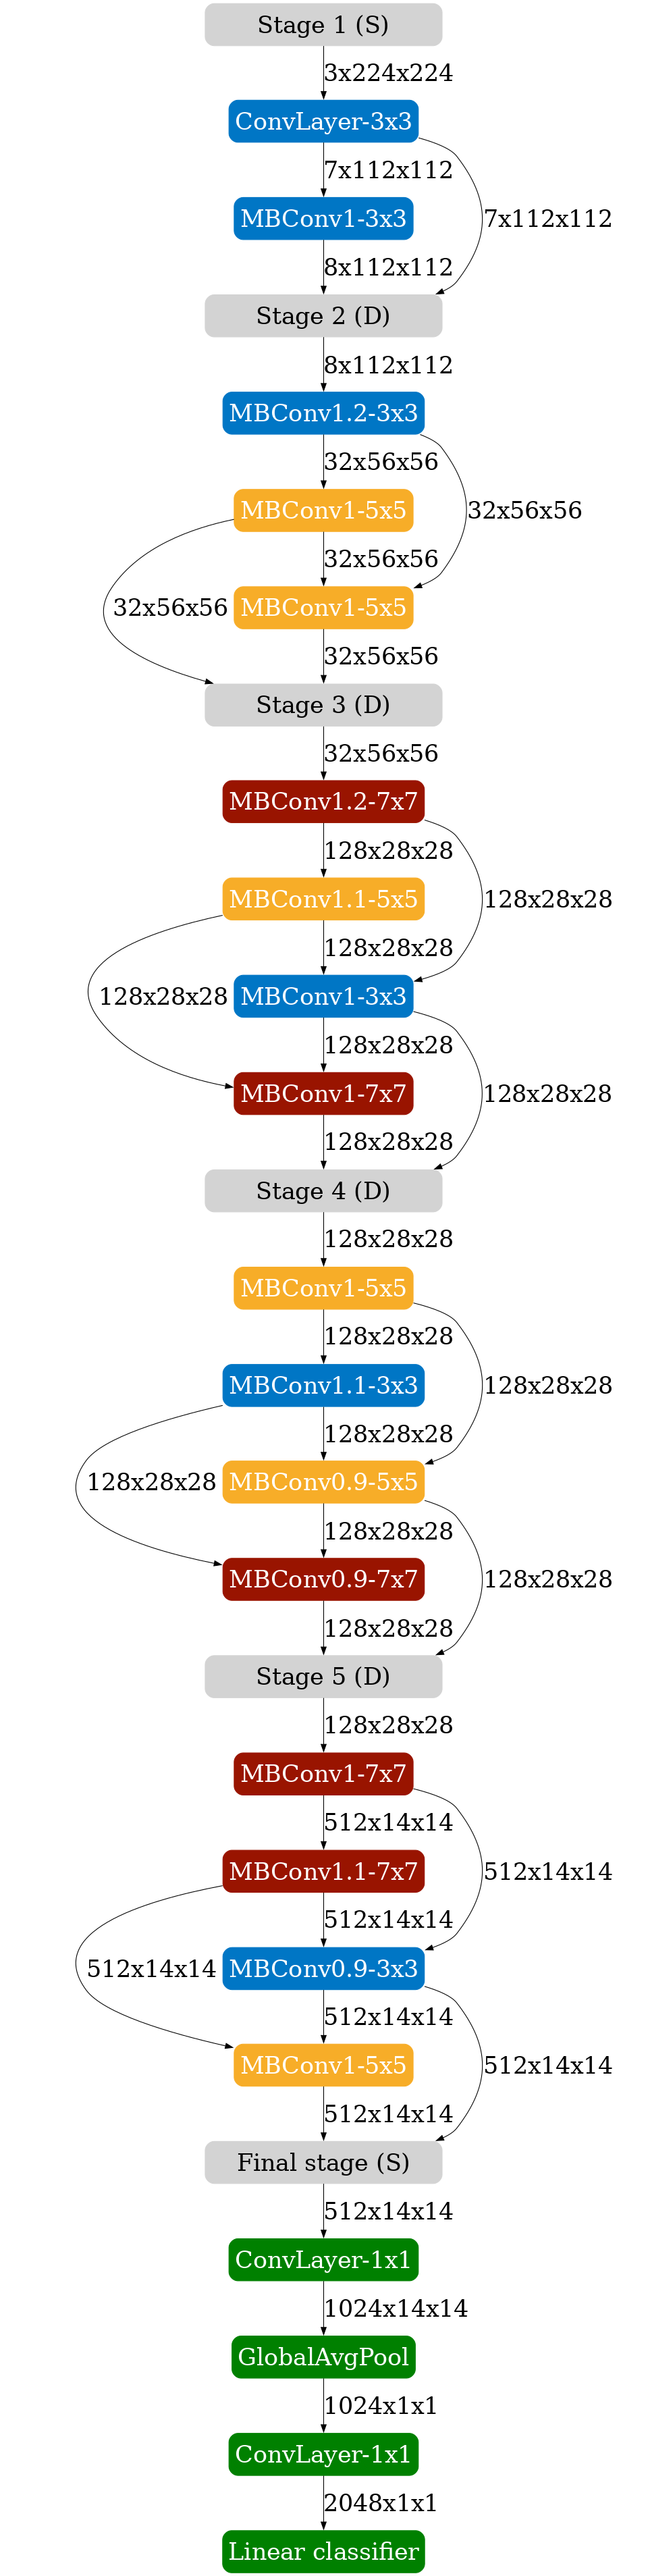 Stage 1 (S)
3x224x224
ConvLayer-3x3
7x112x112
MBConv1-3x3
7x112x112
8x112x112
Stage 2 (D)
8x112x112
MBConv1.2-3x3
32x56x56
MBConv1-5x5
32x56x56
32x56x56
MBConv1-5x5
32x56x56
32x56x56
Stage 3 (D)
32x56x56
MBConv1.2-7x7
128x28x28
MBConv1.1-5x5
128x28x28
128x28x28
128x28x28
MBConv1-3x3
128x28x28
MBConv1-7x7
128x28x28
128x28x28
Stage 4 (D)
128x28x28
MBConv1-5x5
128x28x28
MBConv1.1-3x3
128x28x28
128x28x28
128x28x28
MBConv0.9-5x5
128x28x28
MBConv0.9-7x7
128x28x28
128x28x28
Stage 5 (D)
128x28x28
MBConv1-7x7
512x14x14
MBConv1.1-7x7
512x14x14
512x14x14
512x14x14
MBConv0.9-3x3
512x14x14
MBConv1-5x5
512x14x14
512x14x14
Final stage (S)
512x14x14
ConvLayer-1x1
1024x14x14
GlobalAvgPool
1024x1x1
ConvLayer-1x1
2048x1x1
Linear classifier